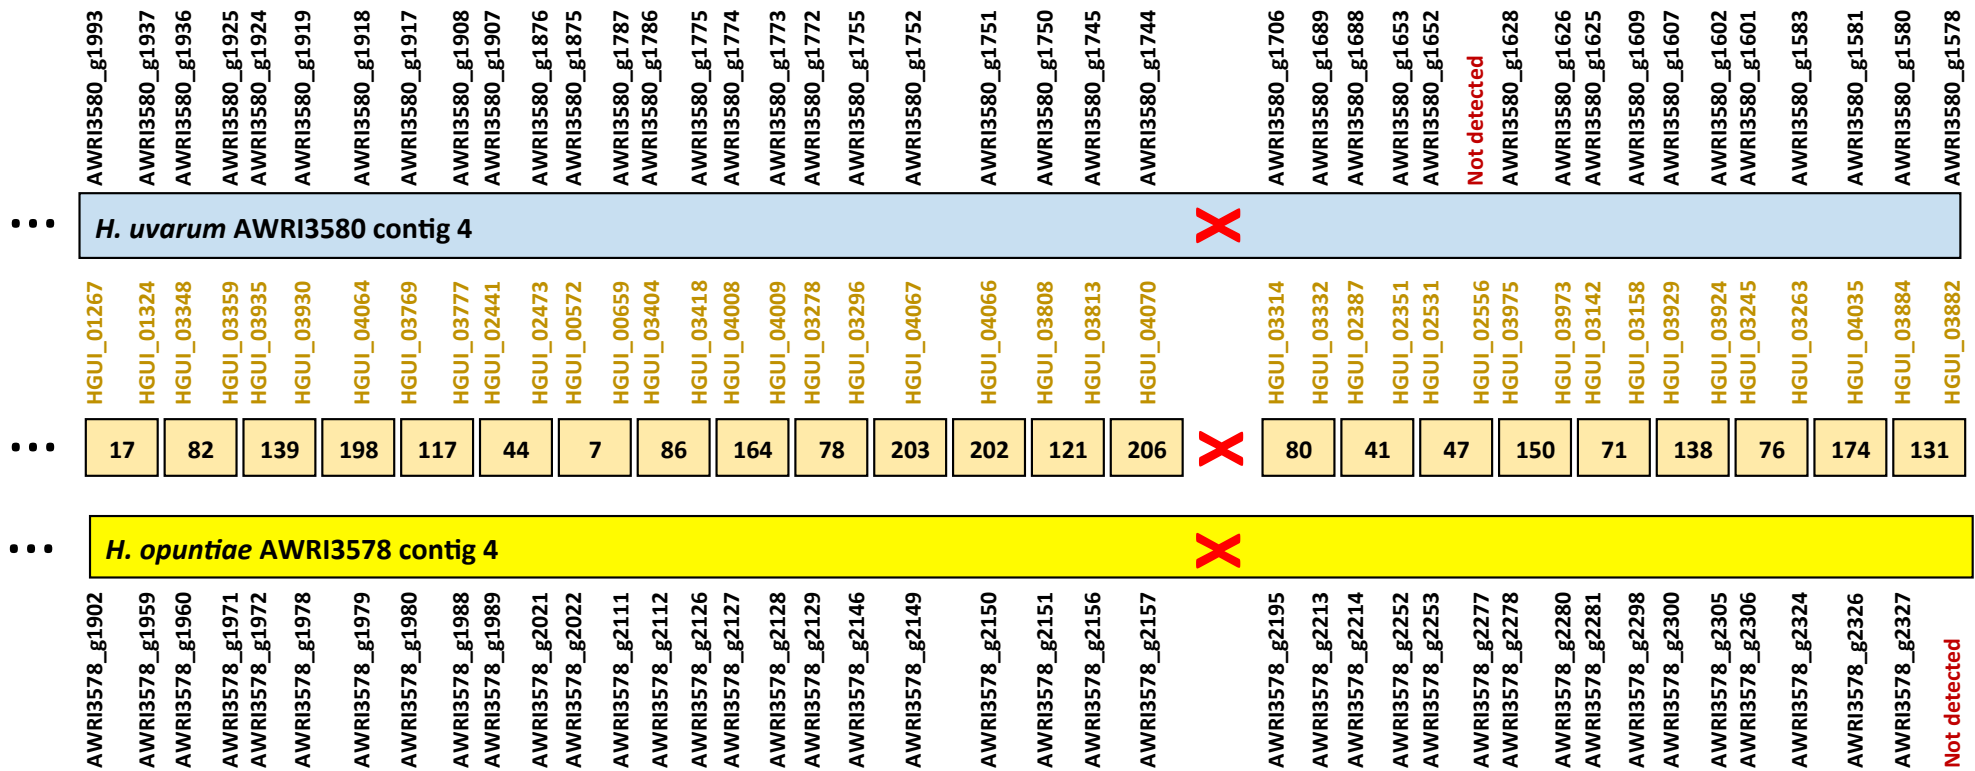 AWRI3580_g1993
AWRI3580_g1937
AWRI3580_g1936
AWRI3580_g1925
AWRI3580_g1924
AWRI3580_g1919
AWRI3580_g1918
AWRI3580_g1917
AWRI3580_g1908
AWRI3580_g1907
AWRI3580_g1876
AWRI3580_g1875
AWRI3580_g1787
AWRI3580_g1786
AWRI3580_g1775
AWRI3580_g1774
AWRI3580_g1773
AWRI3580_g1772
AWRI3580_g1755
AWRI3580_g1752
AWRI3580_g1751
AWRI3580_g1750
AWRI3580_g1745
AWRI3580_g1744
AWRI3580_g1706
AWRI3580_g1689
AWRI3580_g1688
AWRI3580_g1653
AWRI3580_g1652
Not detected
AWRI3580_g1628
AWRI3580_g1626
AWRI3580_g1625
AWRI3580_g1609
AWRI3580_g1607
AWRI3580_g1602
AWRI3580_g1601
AWRI3580_g1583
AWRI3580_g1581
AWRI3580_g1580
AWRI3580_g1578
... H. uvarum AWRI3580 contig 4
HGUI_01267
HGUI_01324
HGUI_03348
HGUI_03359
HGUI_03935
HGUI_03930
HGUI_04064
HGUI_03769
HGUI_03777
HGUI_02441
HGUI_02473
HGUI_00572
HGUI_00659
HGUI_03404
HGUI_03418
HGUI_04008
HGUI_04009
HGUI_03278
HGUI_03296
HGUI_04067
HGUI_04066
HGUI_03808
HGUI_03813
HGUI_04070
HGUI_03314
HGUI_03332
HGUI_02387
HGUI_02351
HGUI_02531
HGUI_02556
HGUI_03975
HGUI_03973
HGUI_03142
HGUI_03158
HGUI_03929
HGUI_03924
HGUI_03245
HGUI_03263
HGUI_04035
HGUI_03884
HGUI_03882
... 17 82 139 198 117 44 7 86 164 78 203 202 121 206 80 41 47 150 71 138 76 174 131
... H. opuntiae AWRI3578 contig 4
AWRI3578_g1902
AWRI3578_g1959
AWRI3578_g1960
AWRI3578_g1971
AWRI3578_g1972
AWRI3578_g1978
AWRI3578_g1979
AWRI3578_g1980
AWRI3578_g1988
AWRI3578_g1989
AWRI3578_g2021
AWRI3578_g2022
AWRI3578_g2111
AWRI3578_g2112
AWRI3578_g2126
AWRI3578_g2127
AWRI3578_g2128
AWRI3578_g2129
AWRI3578_g2146
AWRI3578_g2149
AWRI3578_g2150
AWRI3578_g2151
AWRI3578_g2156
AWRI3578_g2157
AWRI3578_g2195
AWRI3578_g2213
AWRI3578_g2214
AWRI3578_g2252
AWRI3578_g2253
AWRI3578_g2277
AWRI3578_g2278
AWRI3578_g2280
AWRI3578_g2281
AWRI3578_g2298
AWRI3578_g2300
AWRI3578_g2305
AWRI3578_g2306
AWRI3578_g2324
AWRI3578_g2326
AWRI3578_g2327
Not detected